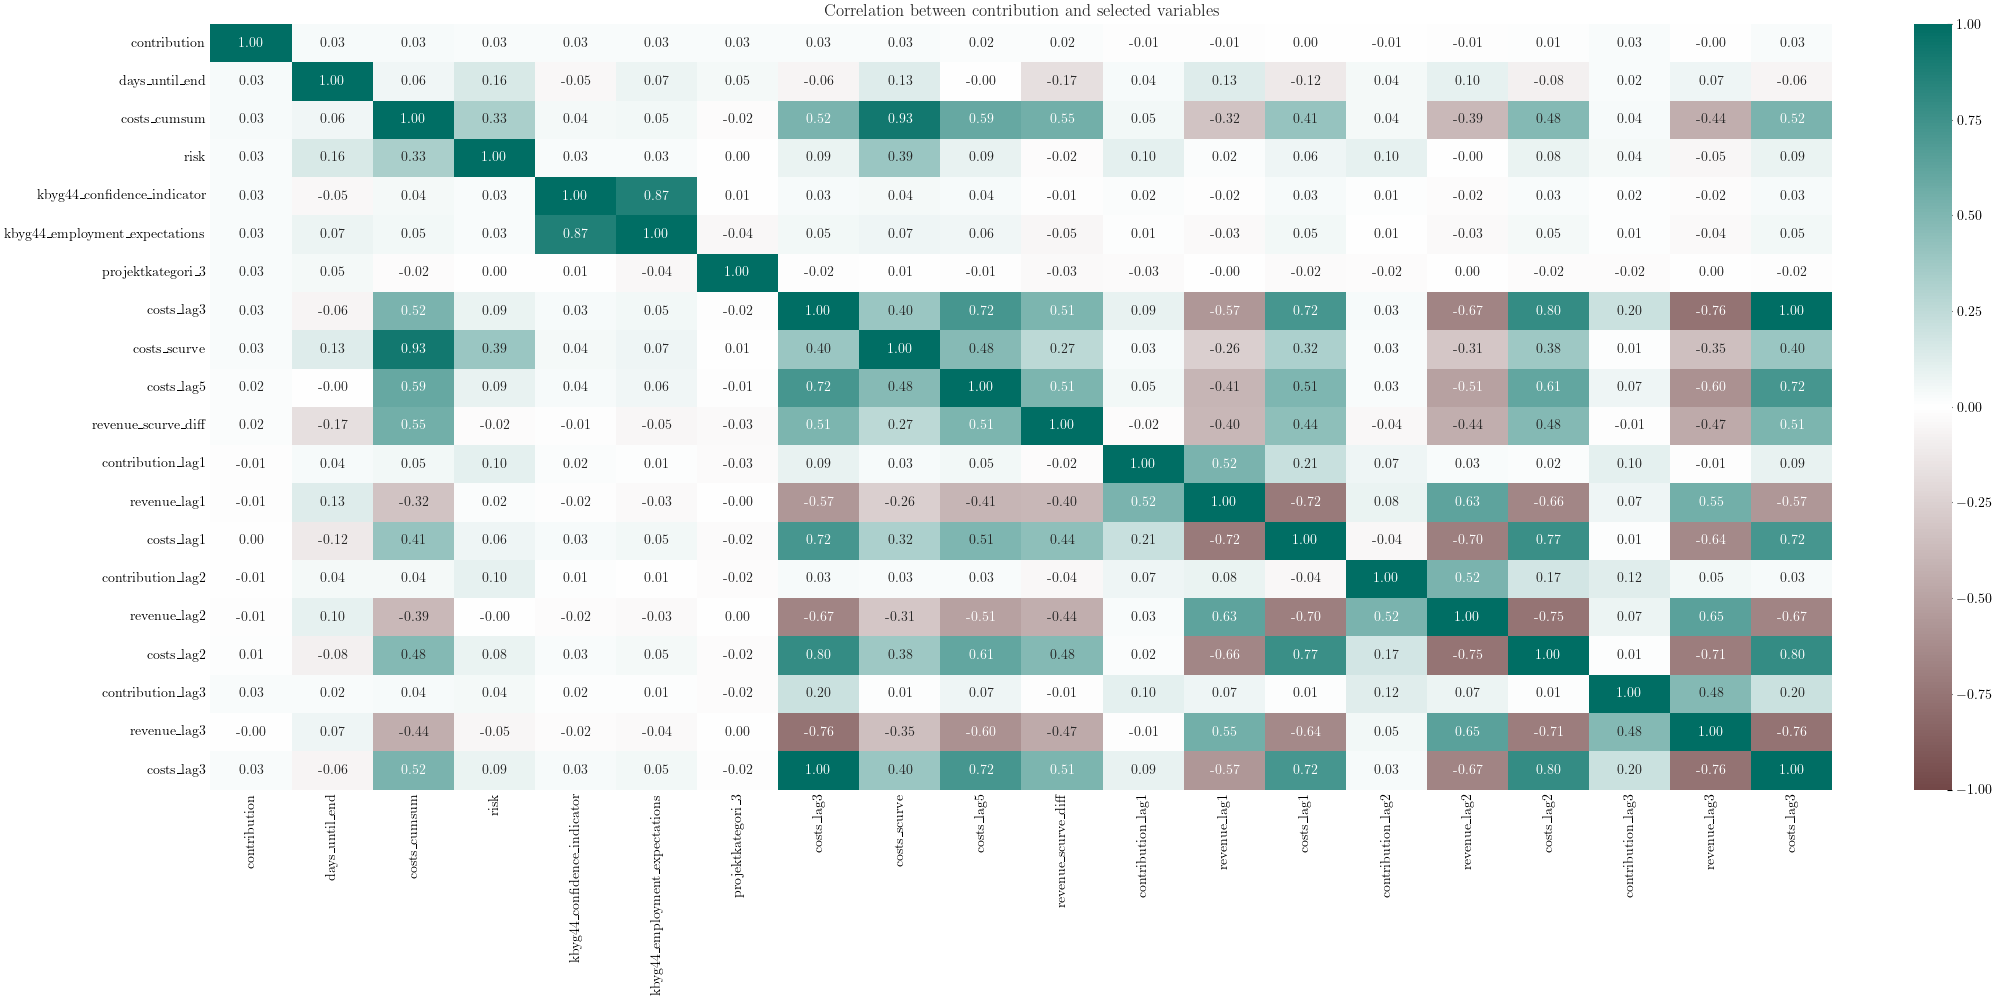 Correlation between contribution and selected variables
contribution 1.00 0.03 0.03 0.03 0.03 0.03 0.03 0.03 0.03 0.02 0.02 -0.01 -0.01 0.00 -0.01 -0.01 0.01 0.03 -0.00 0.03
days_until_end 0.03 1.00 0.06 0.16 -0.05 0.07 0.05 -0.06 0.13 -0.00 -0.17 0.04 0.13 -0.12 0.04 0.10 -0.08 0.02 0.07 -0.06
costs_cumsum 0.03 0.06 1.00 0.33 0.04 0.05 -0.02 0.52 0.93 0.59 0.55 0.05 -0.32 0.41 0.04 -0.39 0.48 0.04 -0.44 0.52
risk 0.03 0.16 0.33 1.00 0.03 0.03 0.00 0.09 0.39 0.09 -0.02 0.10 0.02 0.06 0.10 -0.00 0.08 0.04 -0.05 0.09
kbyg44_confidence_indicator 0.03 -0.05 0.04 0.03 1.00 0.87 0.01 0.03 0.04 0.04 -0.01 0.02 -0.02 0.03 0.01 -0.02 0.03 0.02 -0.02 0.03
kbyg44_employment_expectations 0.03 0.07 0.05 0.03 0.87 1.00 -0.04 0.05 0.07 0.06 -0.05 0.01 -0.03 0.05 0.01 -0.03 0.05 0.01 -0.04 0.05
projektkategori_3 0.03 0.05 -0.02 0.00 0.01 -0.04 1.00 -0.02 0.01 -0.01 -0.03 -0.03 -0.00 -0.02 -0.02 0.00 -0.02 -0.02 0.00 -0.02
costs_lag3 0.03 -0.06 0.52 0.09 0.03 0.05 -0.02 1.00 0.40 0.72 0.51 0.09 -0.57 0.72 0.03 -0.67 0.80 0.20 -0.76 1.00
costs_scurve 0.03 0.13 0.93 0.39 0.04 0.07 0.01 0.40 1.00 0.48 0.27 0.03 -0.26 0.32 0.03 -0.31 0.38 0.01 -0.35 0.40
costs_lag5 0.02 -0.00 0.59 0.09 0.04 0.06 -0.01 0.72 0.48 1.00 0.51 0.05 -0.41 0.51 0.03 -0.51 0.61 0.07 -0.60 0.72
revenue_scurve_diff 0.02 -0.17 0.55 -0.02 -0.01 -0.05 -0.03 0.51 0.27 0.51 1.00 -0.02 -0.40 0.44 -0.04 -0.44 0.48 -0.01 -0.47 0.51
contribution_lag1 -0.01 0.04 0.05 0.10 0.02 0.01 -0.03 0.09 0.03 0.05 -0.02 1.00 0.52 0.21 0.07 0.03 0.02 0.10 -0.01 0.09
revenue_lag1 -0.01 0.13 -0.32 0.02 -0.02 -0.03 -0.00 -0.57 -0.26 -0.41 -0.40 0.52 1.00 -0.72 0.08 0.63 -0.66 0.07 0.55 -0.57
costs_lag1 0.00 -0.12 0.41 0.06 0.03 0.05 -0.02 0.72 0.32 0.51 0.44 0.21 -0.72 1.00 -0.04 -0.70 0.77 0.01 -0.64 0.72
contribution_lag2 -0.01 0.04 0.04 0.10 0.01 0.01 -0.02 0.03 0.03 0.03 -0.04 0.07 0.08 -0.04 1.00 0.52 0.17 0.12 0.05 0.03
revenue_lag2 -0.01 0.10 -0.39 -0.00 -0.02 -0.03 0.00 -0.67 -0.31 -0.51 -0.44 0.03 0.63 -0.70 0.52 1.00 -0.75 0.07 0.65 -0.67
costs_lag2 0.01 -0.08 0.48 0.08 0.03 0.05 -0.02 0.80 0.38 0.61 0.48 0.02 -0.66 0.77 0.17 -0.75 1.00 0.01 -0.71 0.80
contribution_lag3 0.03 0.02 0.04 0.04 0.02 0.01 -0.02 0.20 0.01 0.07 -0.01 0.10 0.07 0.01 0.12 0.07 0.01 1.00 0.48 0.20
revenue_lag3 -0.00 0.07 -0.44 -0.05 -0.02 -0.04 0.00 -0.76 -0.35 -0.60 -0.47 -0.01 0.55 -0.64 0.05 0.65 -0.71 0.48 1.00 -0.76
costs_lag3 0.03 -0.06 0.52 0.09 0.03 0.05 -0.02 1.00 0.40 0.72 0.51 0.09 -0.57 0.72 0.03 -0.67 0.80 0.20 -0.76 1.00
contribution
days_until_end
costs_cumsum
risk
kbyg44_confidence_indicator
kbyg44_employment_expectations
projektkategori_3
costs_lag3
costs_scurve
costs_lag5
revenue_scurve_diff
contribution_lag1
revenue_lag1
costs_lag1
contribution_lag2
revenue_lag2
costs_lag2
contribution_lag3
revenue_lag3
costs_lag3
1.00
0.75
0.50
0.25
0.00
−0.25
−0.50
−0.75
−1.00